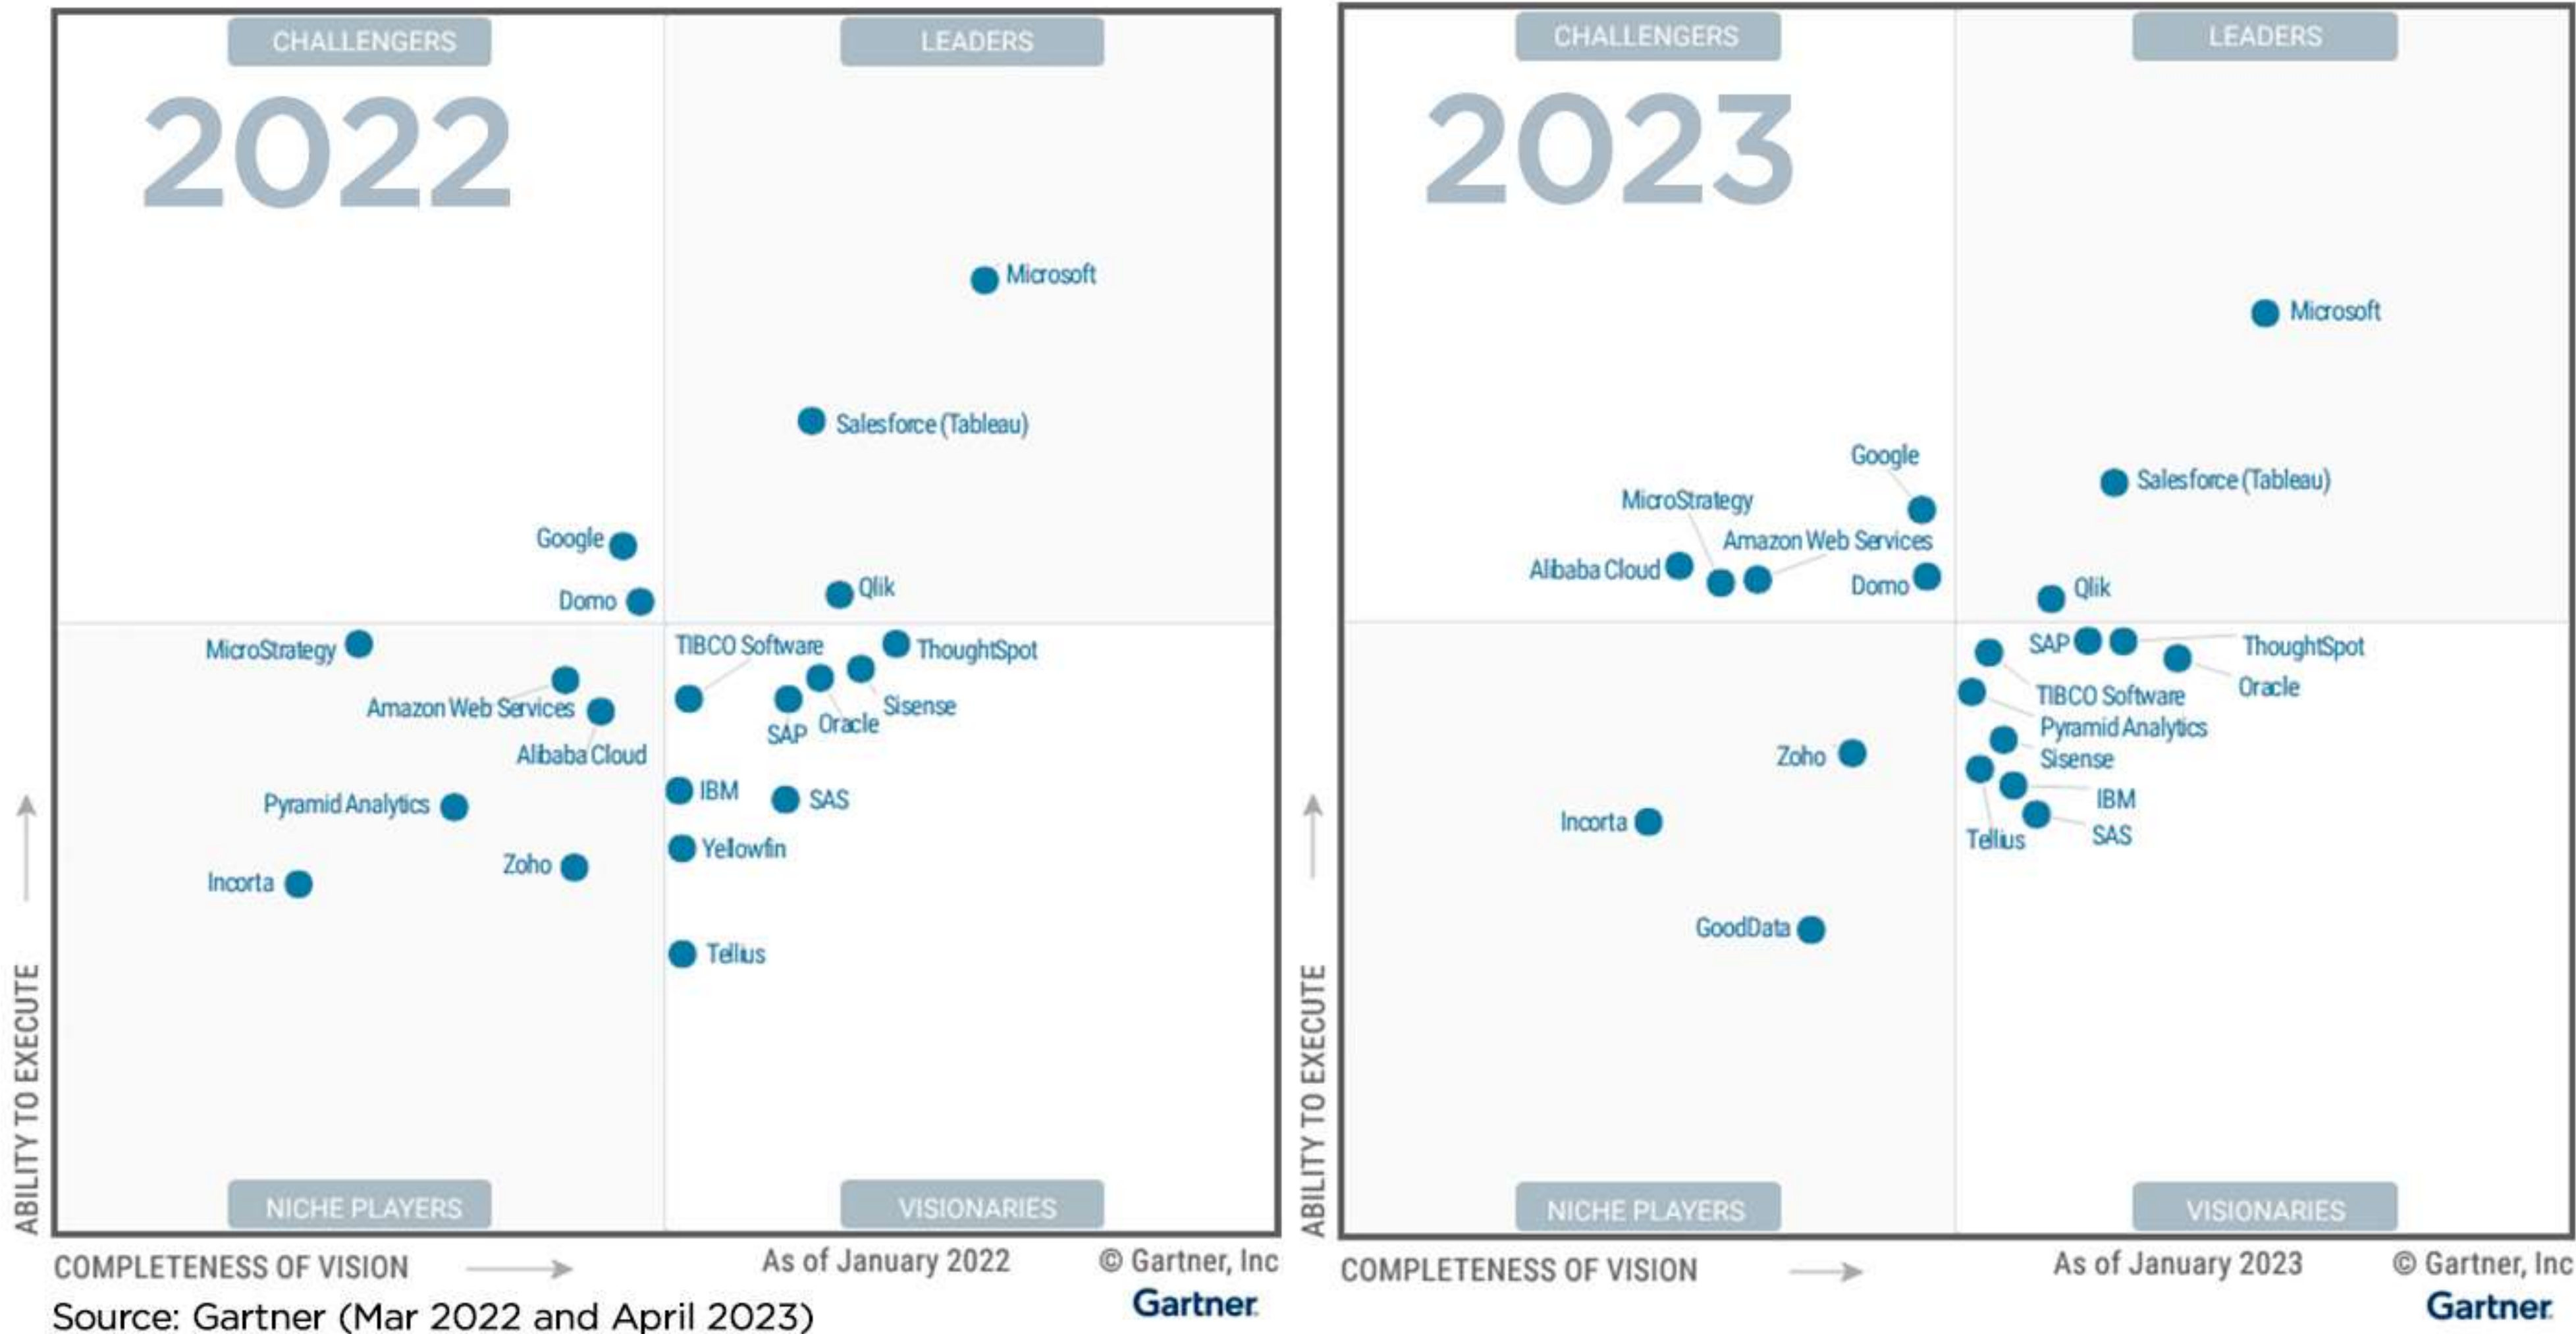 CHALLENGERS
LEADERS
2022
Microsoft
Salesforce (Tableau)
Google
Domo
Qlik
MicroStrategy
TIBCO Software
ThoughtSpot
Amazon Web Services
Sisense
Oracle
SAP
Alibaba Cloud
IBM
SAS
Pyramid Analytics
Yellowfin
Zoho
Incorta
Tellius
NICHE PLAYERS
VISIONARIES
ABILITY TO EXECUTE
COMPLETENESS OF VISION
As of January 2022
© Gartner, Inc
Gartner
Source: Gartner (Mar 2022 and April 2023)
CHALLENGERS
LEADERS
2023
Microsoft
Google
Salesforce (Tableau)
MicroStrategy
Amazon Web Services
Alibaba Cloud
Domo
Qlik
SAP
ThoughtSpot
Oracle
TIBCO Software
Pyramid Analytics
Zoho
Sisense
IBM
Incorta
SAS
Tellius
GoodData
NICHE PLAYERS
VISIONARIES
ABILITY TO EXECUTE
COMPLETENESS OF VISION
As of January 2023
© Gartner, Inc
Gartner